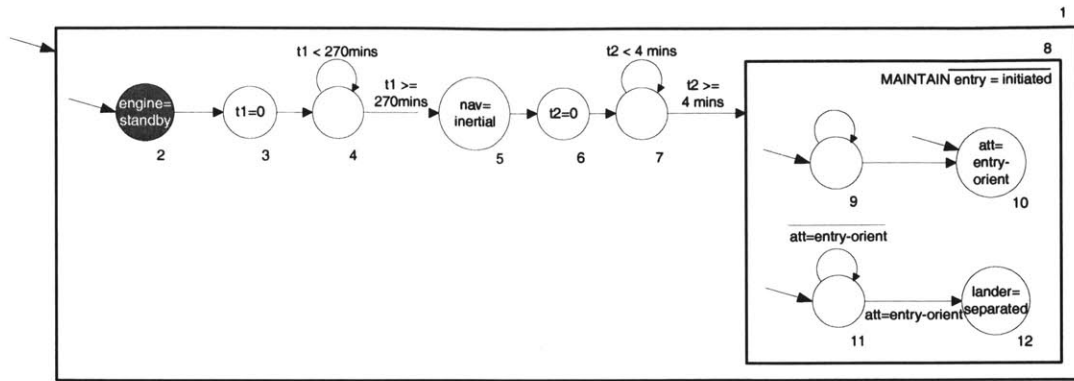 1
t1 < 270mins
t2 < 4 mins
8
MAINTAIN entry = initiated
engine=
standby
t1=0
t1 >=
270mins
nav=
inertial
t2=0
t2 >=
4 mins
2
3
4
5
6
7
att=
entry-
orient
9
10
att=entry-orient
lander=
separated
att=entry-orient
11
12